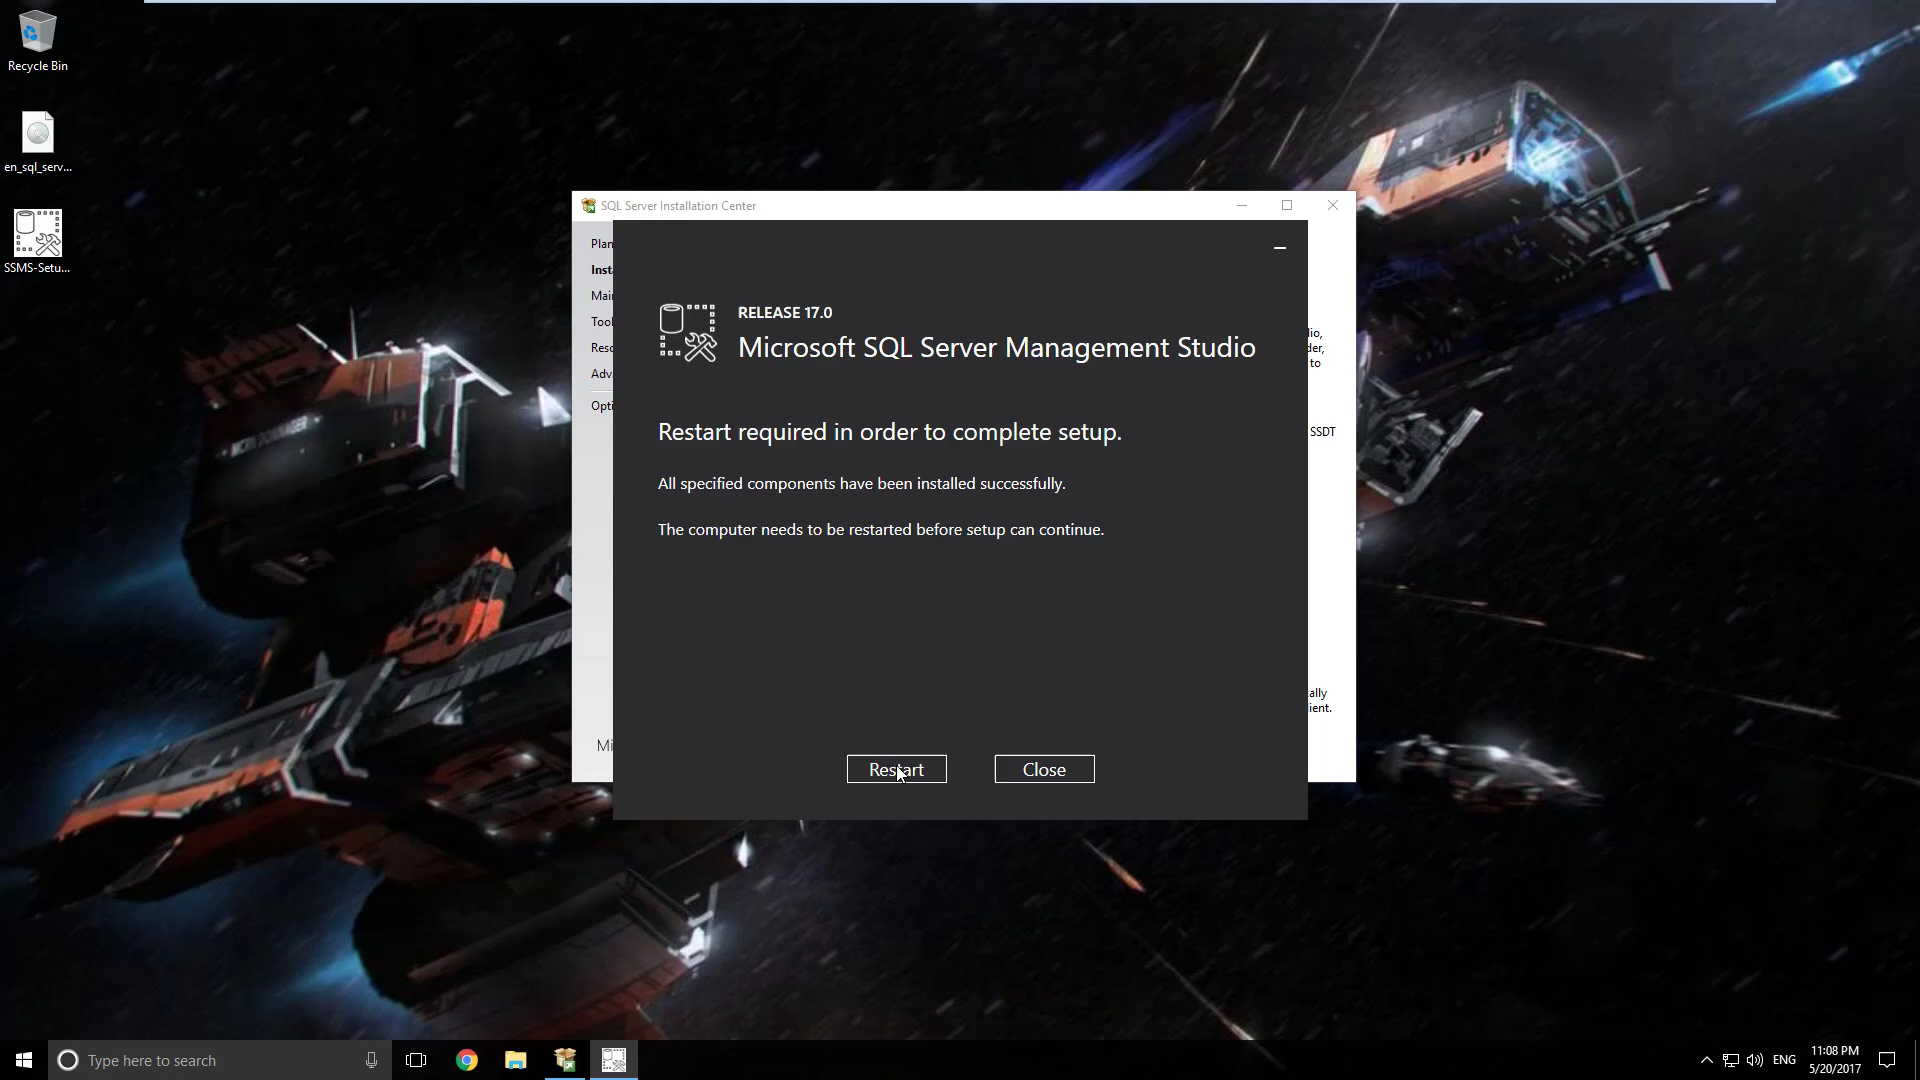 Recycle Bin
en_sql_serv...
SSMS-Setu...
SQL Server Installation Center
Plan
Inst
Mai
Tool
Reso
Adv
Opti
Mi
RELEASE 17.0
Microsoft SQL Server Management Studio
Restart required in order to complete setup.
All specified components have been installed successfully.
The computer needs to be restarted before setup can continue.
Restart
Close
io,
der,
to
SSDT
ally
ient.
Type here to search
ENG
11:08 PM
5/20/2017